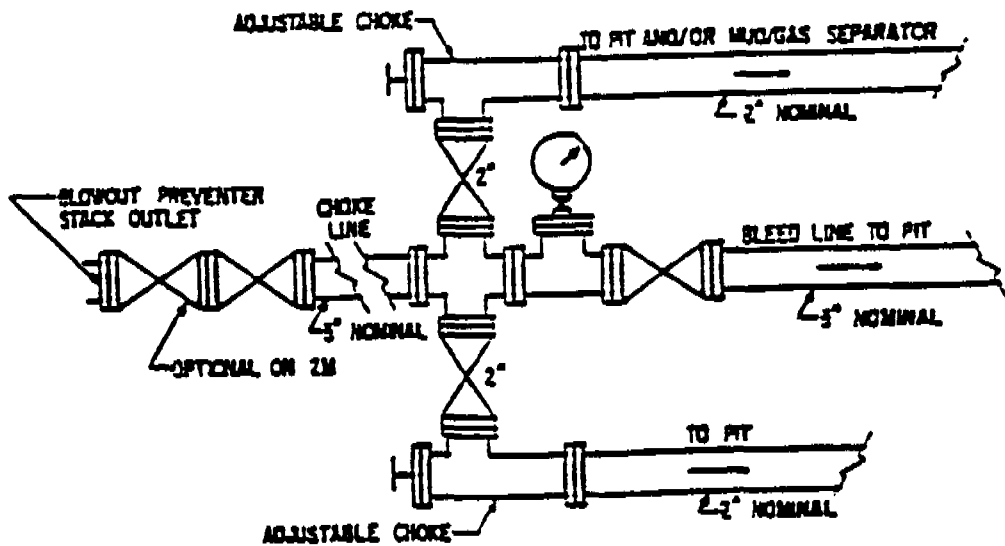 ADJUSTABLE CHOKE
TO PIT AND/OR MUD/GAS SEPARATOR
2" NOMINAL
2"
BLOWOUT PREVENTER
STACK OUTLET
CHOKE
LINE
BLEED LINE TO PIT
3" NOMINAL
3" NOMINAL
OPTIONAL ON 2M
2"
TO PIT
2" NOMINAL
ADJUSTABLE CHOKE